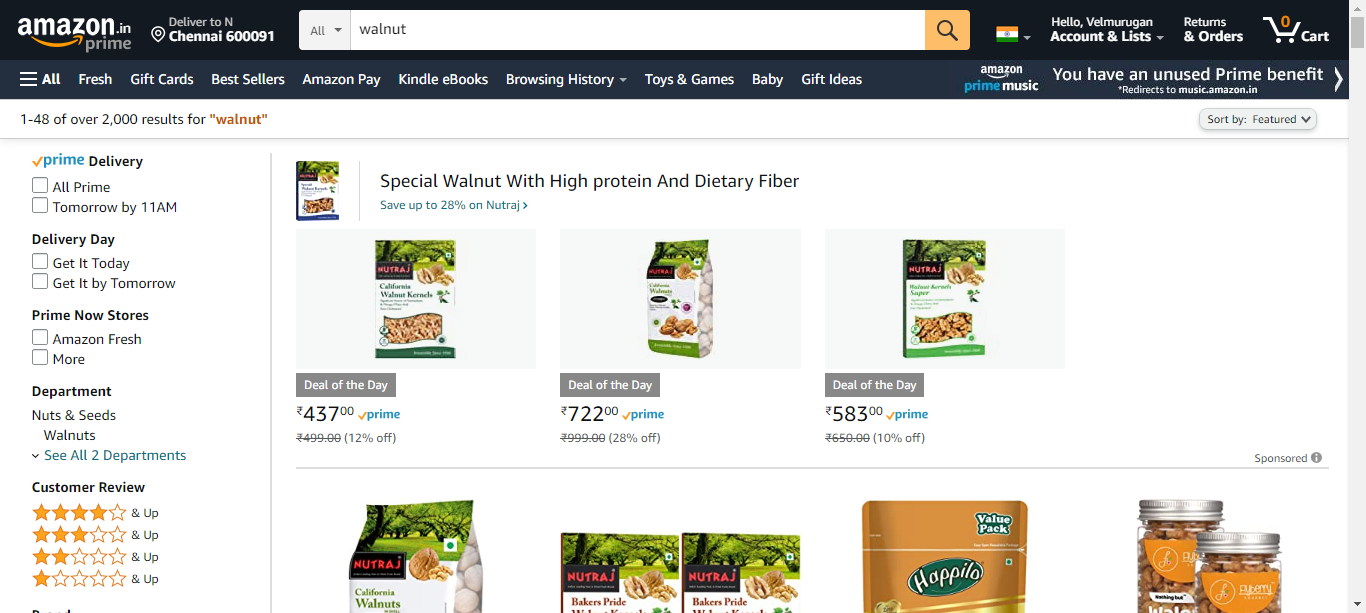 amazon.in
prime
Deliver to N
Chennai 600091
All
walnut
Hello, Velmurugan
Account & Lists
Returns
& Orders
0
Cart
All
Fresh
Gift Cards
Best Sellers
Amazon Pay
Kindle eBooks
Browsing History
Toys & Games
Baby
Gift Ideas
amazon
prime music
You have an unused Prime benefit
*Redirects to music.amazon.in
1-48 of over 2,000 results for "walnut"
Sort by: Featured
prime Delivery
All Prime
Tomorrow by 11AM
Delivery Day
Get It Today
Get It by Tomorrow
Prime Now Stores
Amazon Fresh
More
Department
Nuts & Seeds
Walnuts
See All 2 Departments
Customer Review
& Up
& Up
& Up
& Up
Special Walnut With High protein And Dietary Fiber
Save up to 28% on Nutraj
NUTRAJ
California
Walnut Kernels
NUTRAJ
California
Walnuts
NUTRAJ
Walnut Kernels
Super
Deal of the Day
Deal of the Day
Deal of the Day
₹43700 prime
₹72200 prime
₹58300 prime
₹499.00 (12% off)
₹999.00 (28% off)
₹650.00 (10% off)
Sponsored
NUTRAJ
California
Walnuts
NUTRAJ
Bakers Pride
Walnut Kernels
NUTRAJ
Bakers Pride
Walnut Kernels
Value
Pack
Happilo
Nothing but